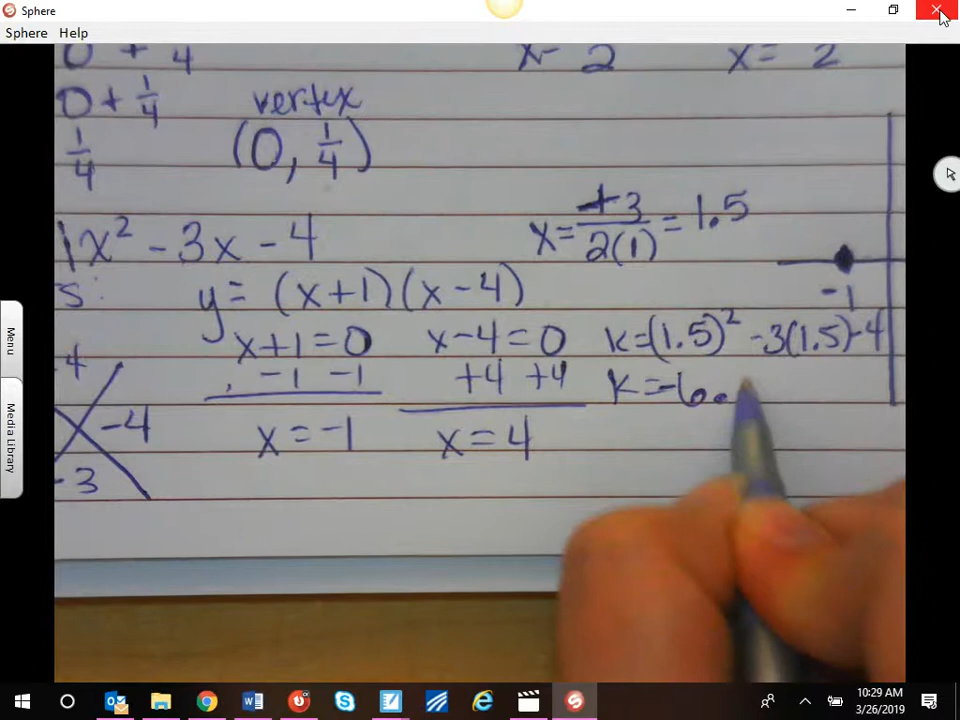 Sphere
Sphere Help
0 + 4
x- 2
x= 2
0 + 1/4
vertex
1/4
(0, 1/4)
x= +3/2(1) = 1.5
1x² - 3x - 4
s:
y= (x+1)(x-4)
-1
x+1=0
x-4=0
k=(1.5)² -3(1.5)-4
-1 -1
+4 +4
k=-6.
-4
-4
x=-1
x=4
-3
Menu
Media Library
10:29 AM
3/26/2019